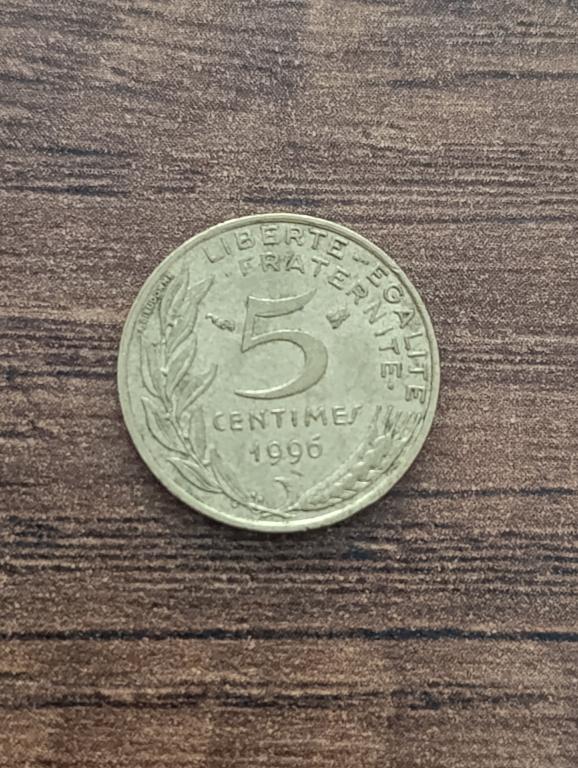 LIBERTE - EGALITE
· FRATERNITE ·
5
CENTIMES
1996